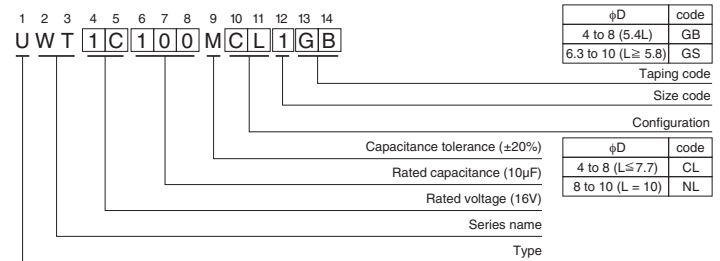 1 2 3 4 5 6 7 8 9 10 11 12 13 14
U W T 1 C 1 0 0 M C L 1 G B
φD code
4 to 8 (5.4L) GB
6.3 to 10 (L≧ 5.8) GS
Taping code
Size code
Configuration
φD code
4 to 8 (L≦7.7) CL
8 to 10 (L = 10) NL
Capacitance tolerance (±20%)
Rated capacitance (10µF)
Rated voltage (16V)
Series name
Type